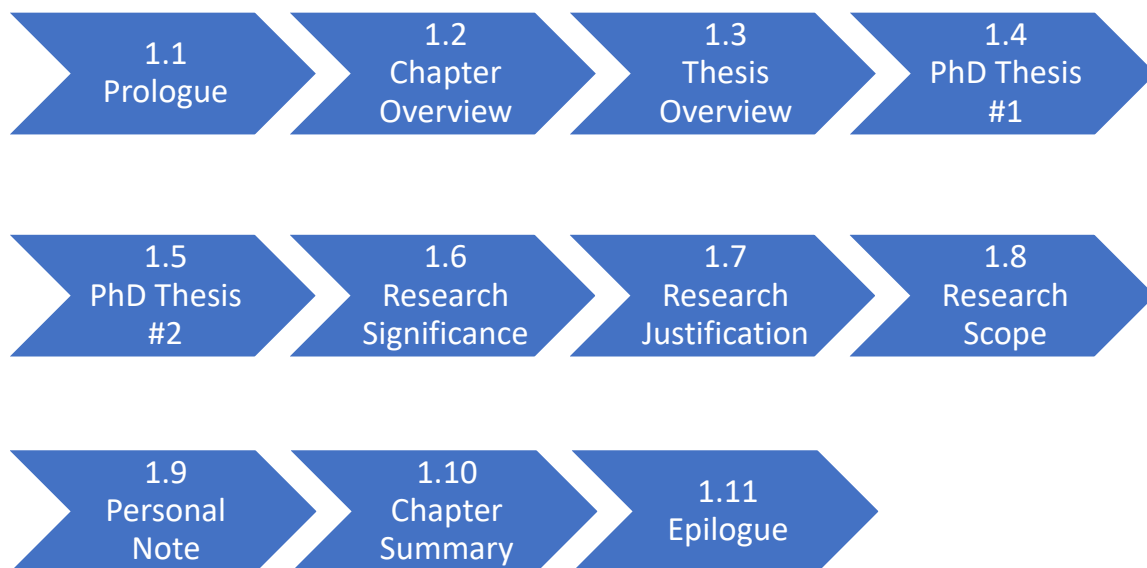 1.1
Prologue
1.2
Chapter
Overview
1.3
Thesis
Overview
1.4
PhD Thesis
#1
1.5
PhD Thesis
#2
1.6
Research
Significance
1.7
Research
Justification
1.8
Research
Scope
1.9
Personal
Note
1.10
Chapter
Summary
1.11
Epilogue